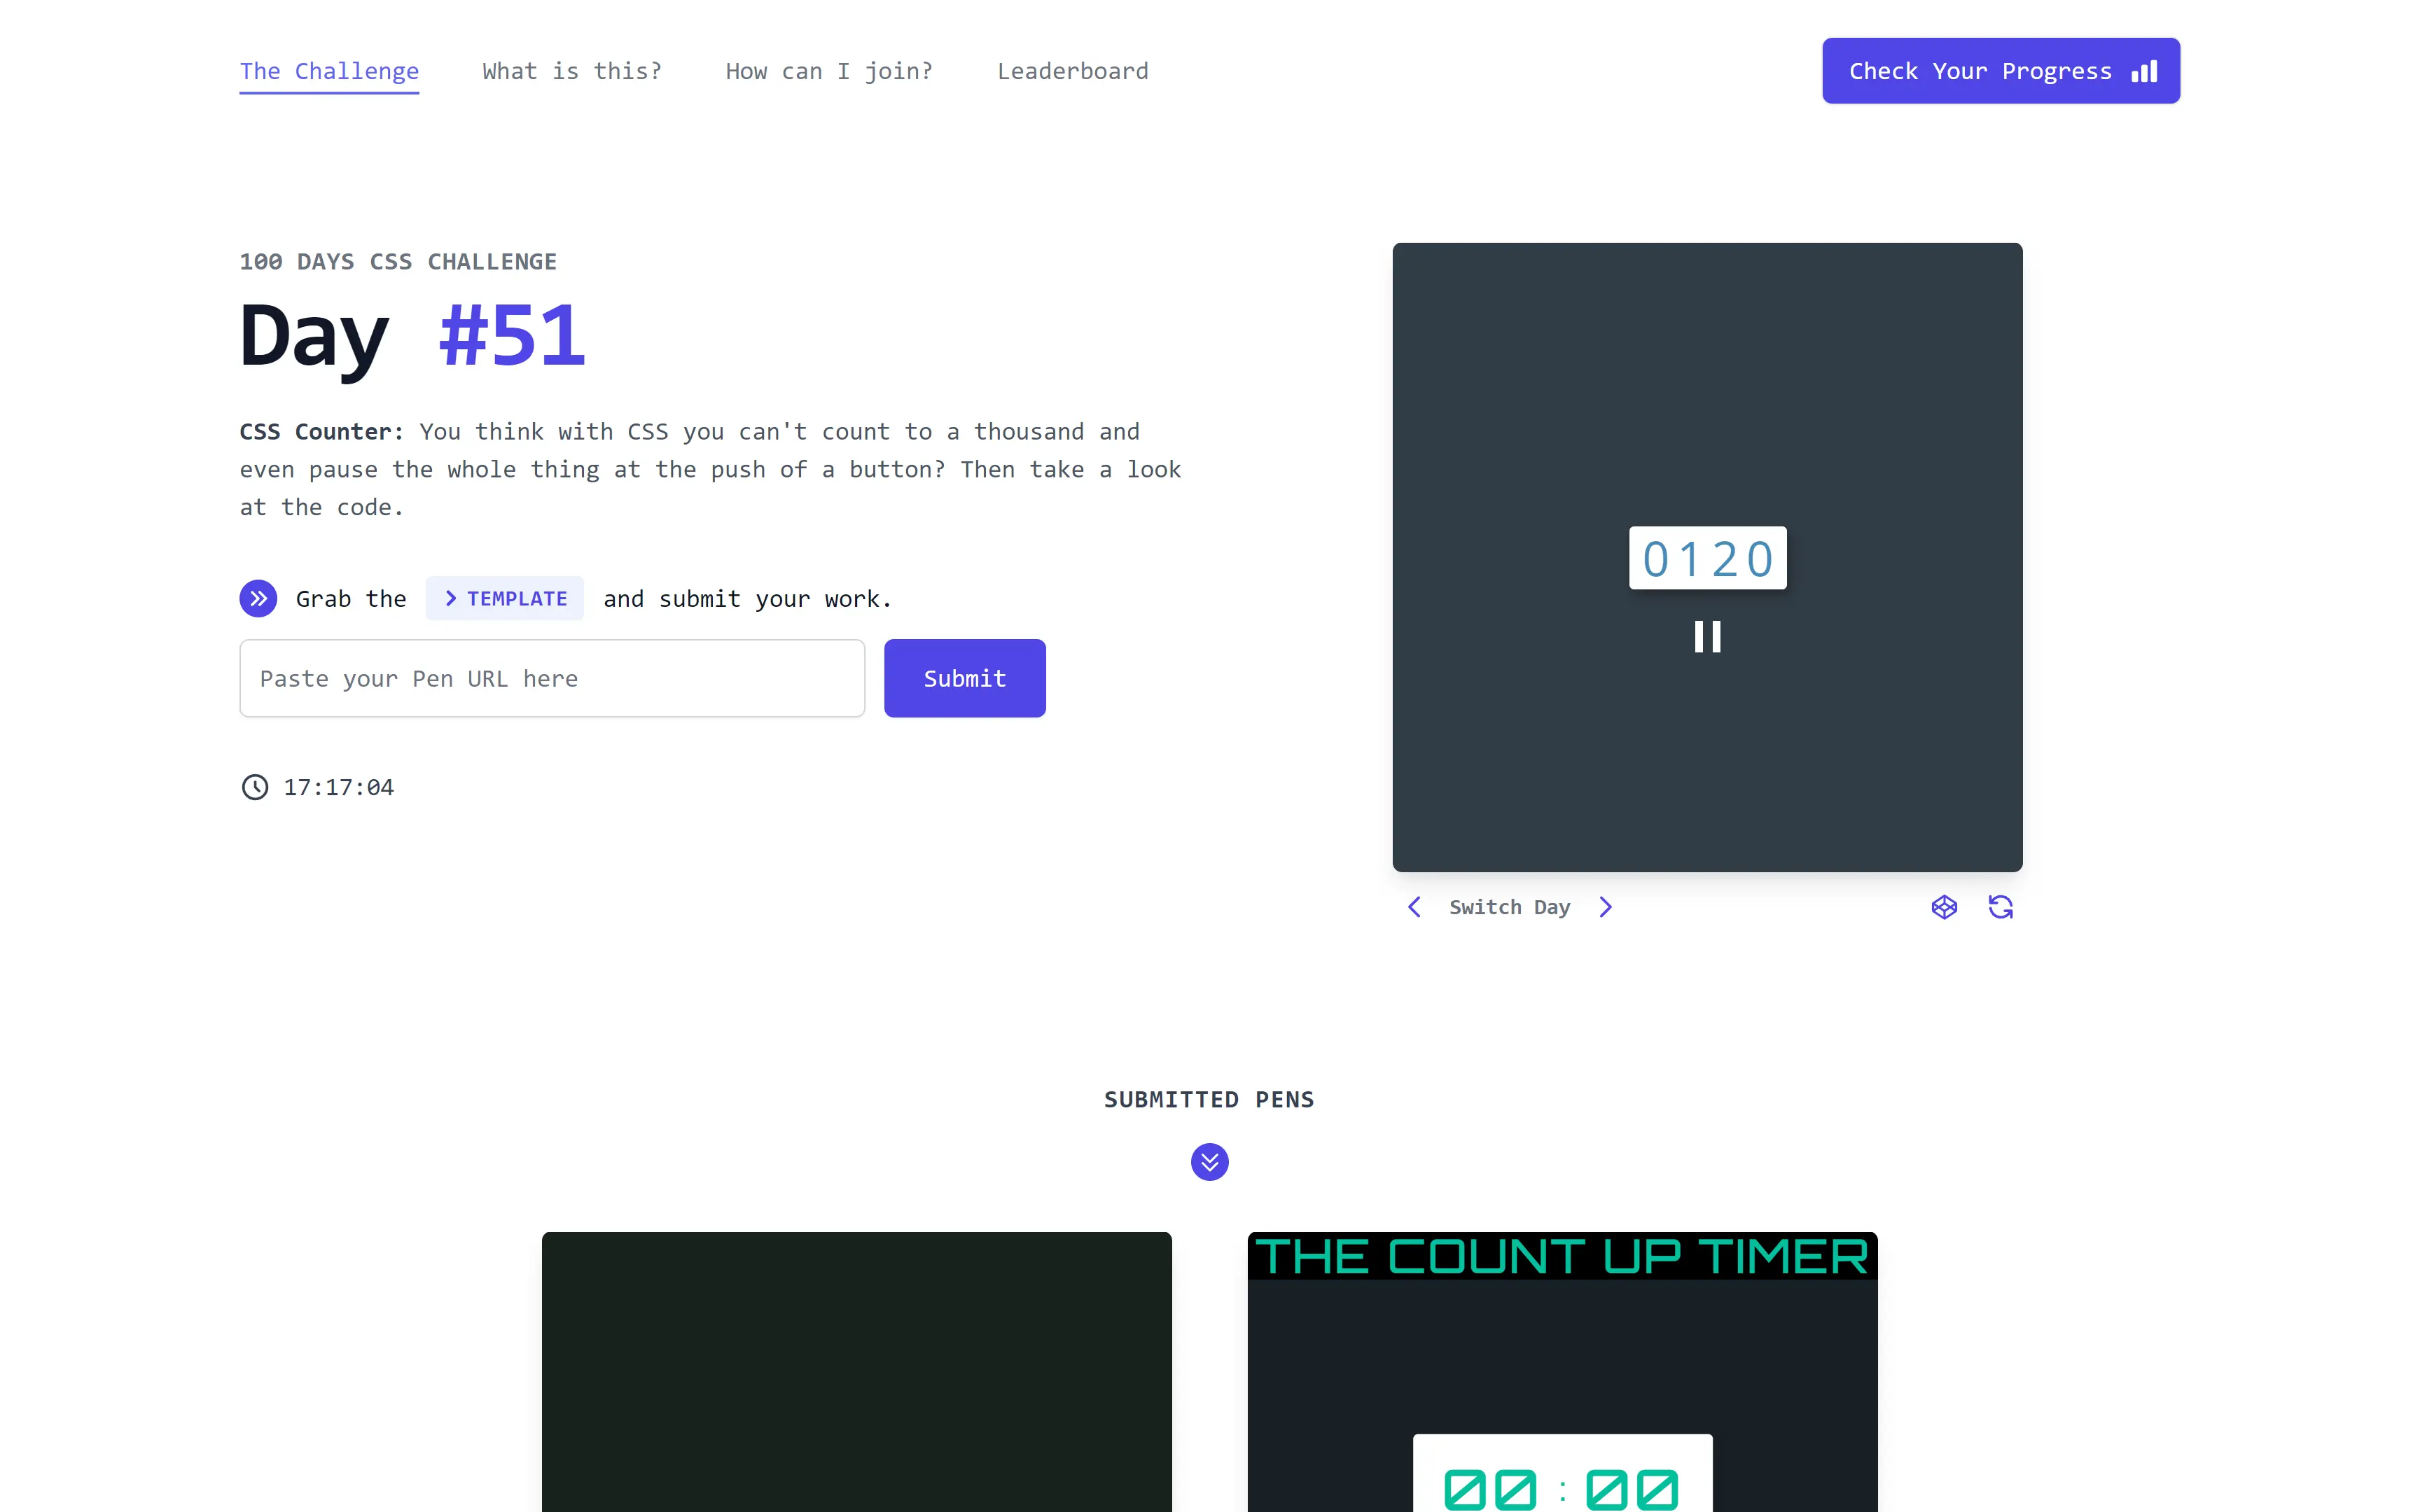 The Challenge
What is this?
How can I join?
Leaderboard
Check Your Progress
100 DAYS CSS CHALLENGE
Day #51
CSS Counter: You think with CSS you can't count to a thousand and
even pause the whole thing at the push of a button? Then take a look
at the code.
Grab the TEMPLATE and submit your work.
Paste your Pen URL here
Submit
17:17:04
0120
Switch Day
SUBMITTED PENS
THE COUNT UP TIMER
00:00